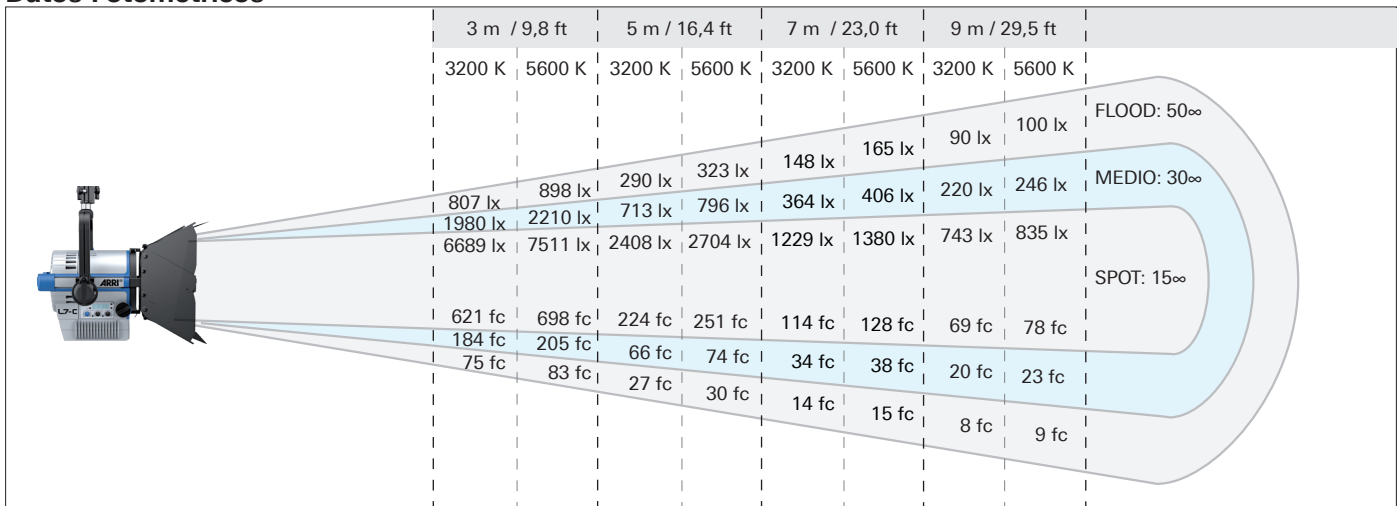 3 m / 9,8 ft 5 m / 16,4 ft 7 m / 23,0 ft 9 m / 29,5 ft
3200 K 5600 K 3200 K 5600 K 3200 K 5600 K 3200 K 5600 K
FLOOD: 50∞
807 lx 898 lx 290 lx 323 lx 148 lx 165 lx 90 lx 100 lx
MEDIO: 30∞
1980 lx 2210 lx 713 lx 796 lx 364 lx 406 lx 220 lx 246 lx
6689 lx 7511 lx 2408 lx 2704 lx 1229 lx 1380 lx 743 lx 835 lx
SPOT: 15∞
ARRI
L7-C
621 fc 698 fc 224 fc 251 fc 114 fc 128 fc 69 fc 78 fc
184 fc 205 fc 66 fc 74 fc 34 fc 38 fc 20 fc 23 fc
75 fc 83 fc 27 fc 30 fc 14 fc 15 fc 8 fc 9 fc